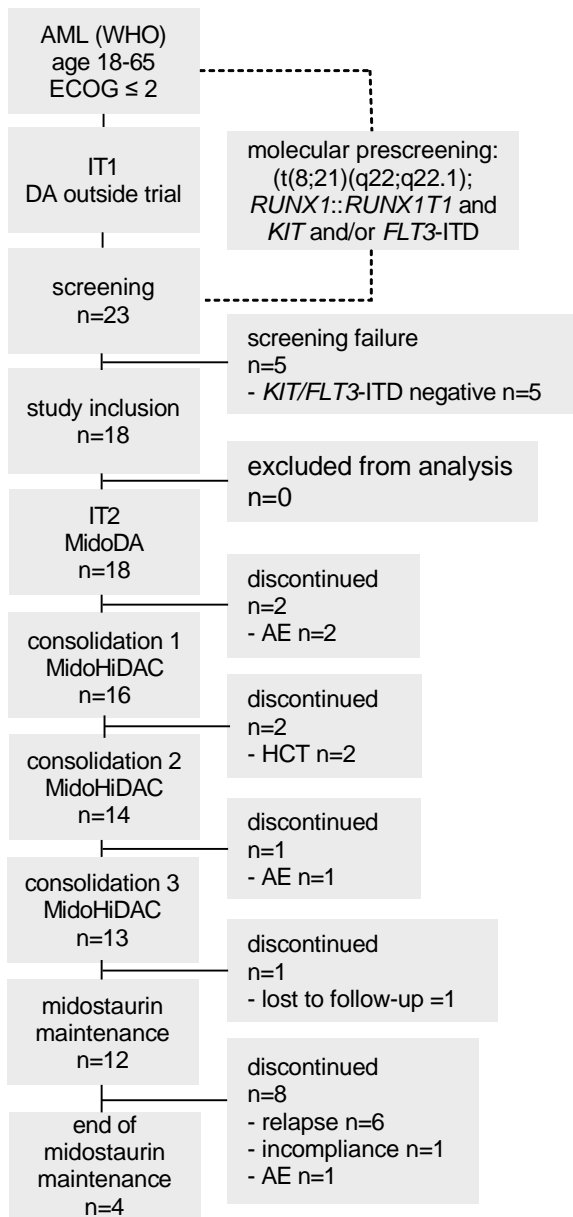 AML (WHO)
age 18-65
ECOG ≤ 2
IT1
DA outside trial
molecular prescreening:
(t(8;21)(q22;q22.1);
RUNX1::RUNX1T1 and
KIT and/or FLT3-ITD
screening
n=23
screening failure
n=5
- KIT/FLT3-ITD negative n=5
study inclusion
n=18
excluded from analysis
n=0
IT2
MidoDA
n=18
discontinued
n=2
- AE n=2
consolidation 1
MidoHiDAC
n=16
discontinued
n=2
- HCT n=2
consolidation 2
MidoHiDAC
n=14
discontinued
n=1
- AE n=1
consolidation 3
MidoHiDAC
n=13
discontinued
n=1
- lost to follow-up =1
midostaurin
maintenance
n=12
discontinued
n=8
- relapse n=6
- incompliance n=1
- AE n=1
end of
midostaurin
maintenance
n=4